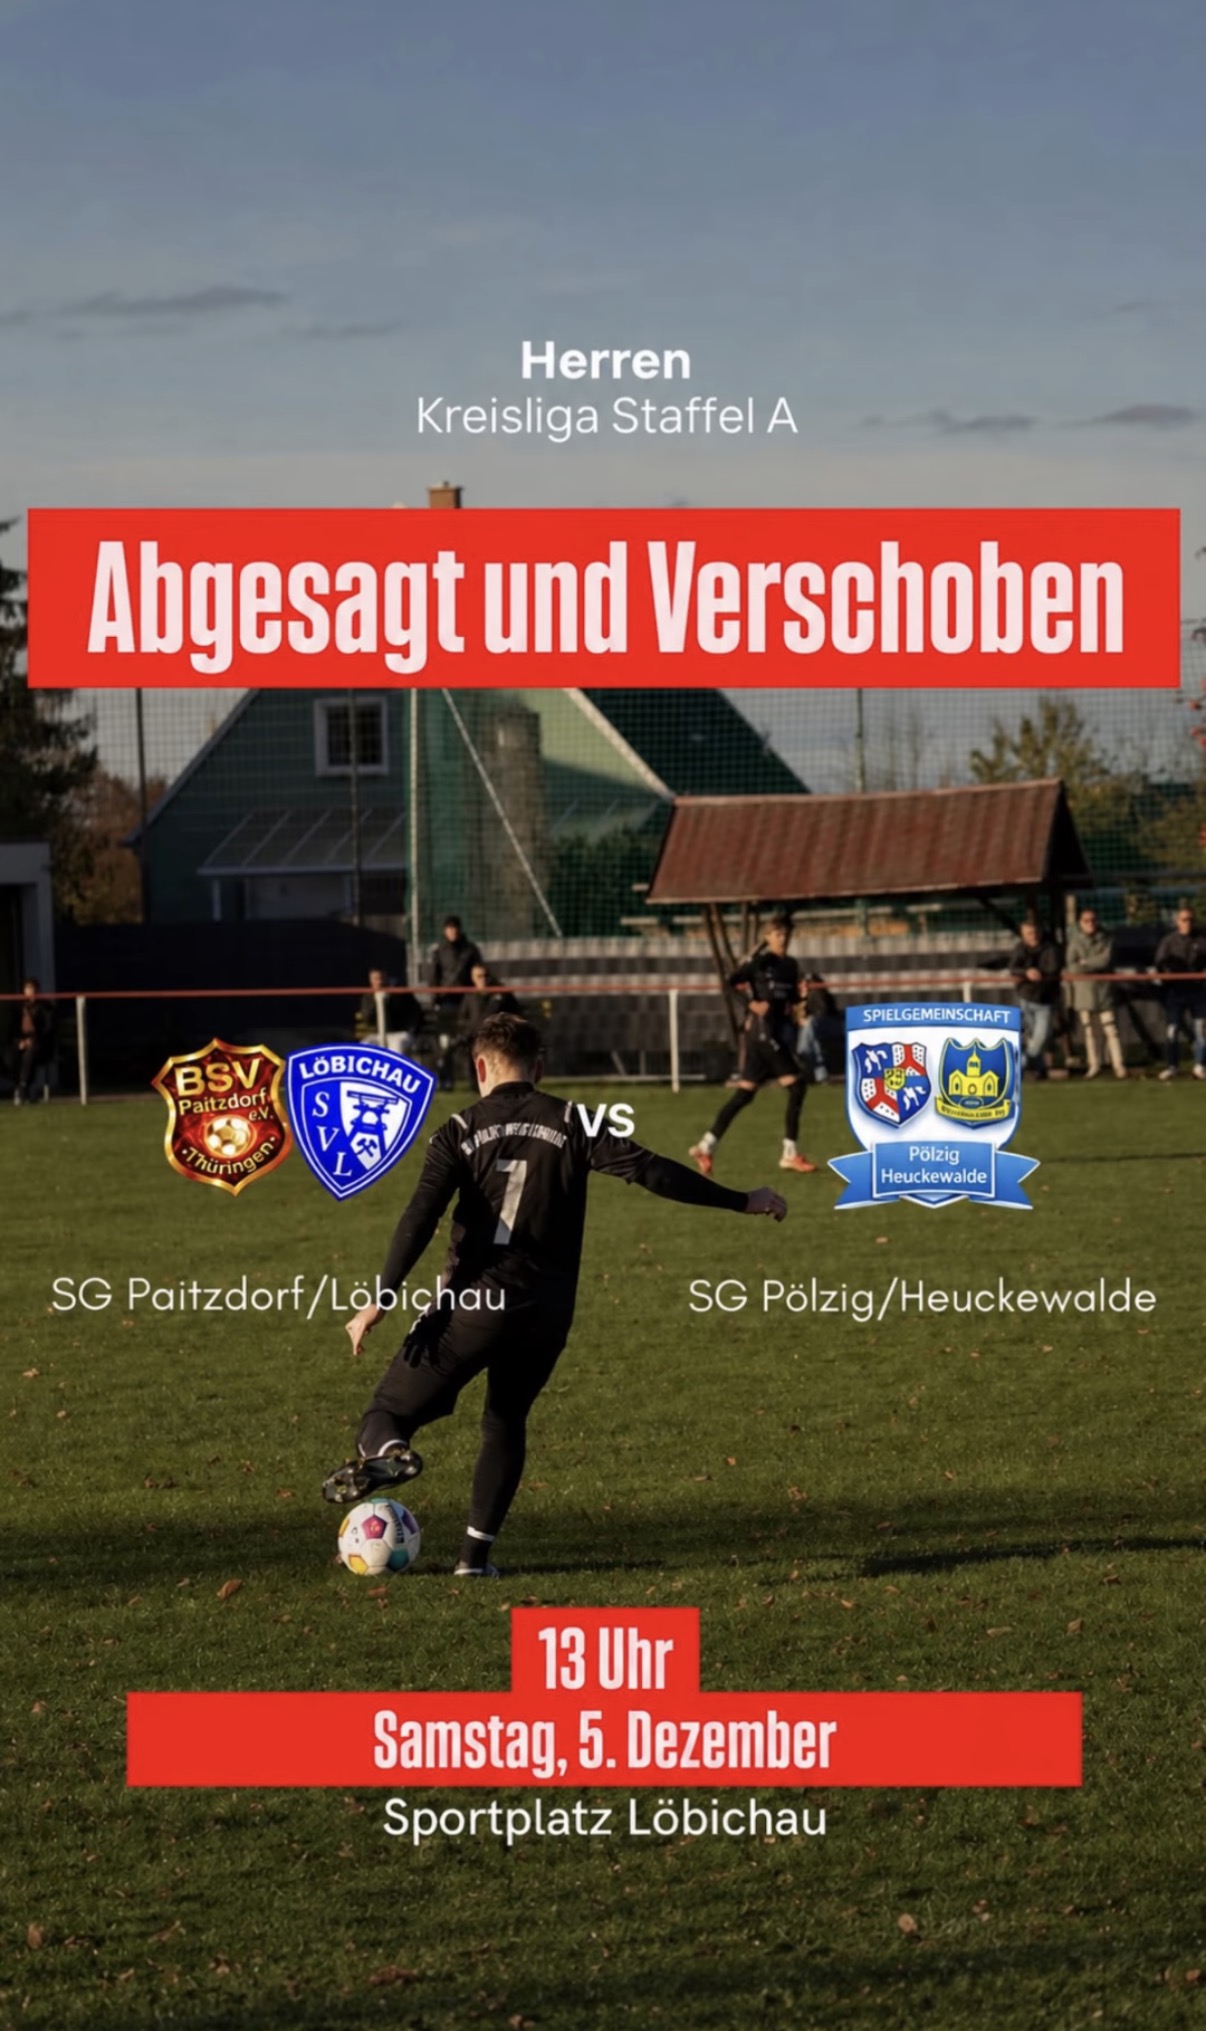 Herren
Kreisliga Staffel A
Abgesagt und Verschoben
BSV
Paitzdorf
e.V.
Thüringen
LÖBICHAU
S
V
L
VS
7
SPIELGEMEINSCHAFT
Pölzig
Heuckewalde
SG Paitzdorf/Löbichau
SG Pölzig/Heuckewalde
13 Uhr
Samstag, 5. Dezember
Sportplatz Löbichau